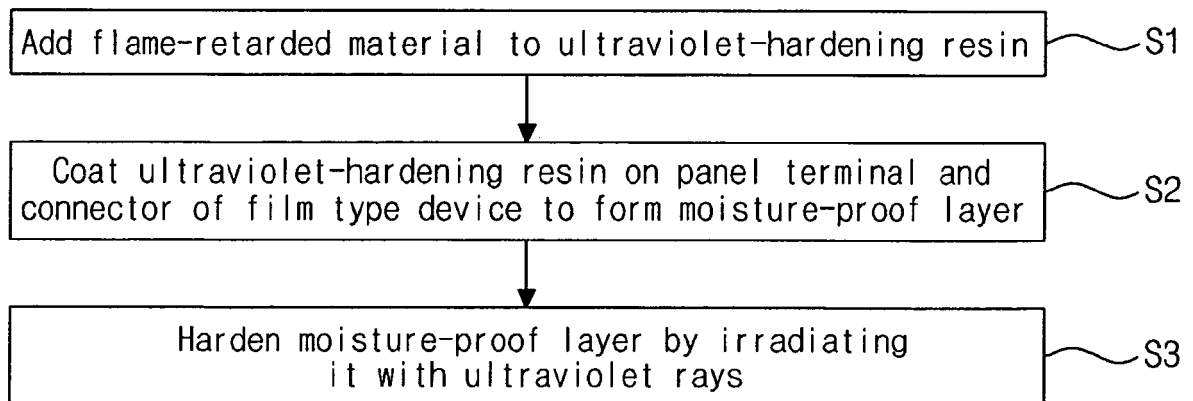 Add flame-retarded material to ultraviolet-hardening resin
S1
Coat ultraviolet-hardening resin on panel terminal and
connector of film type device to form moisture-proof layer
S2
Harden moisture-proof layer by irradiating
it with ultraviolet rays
S3